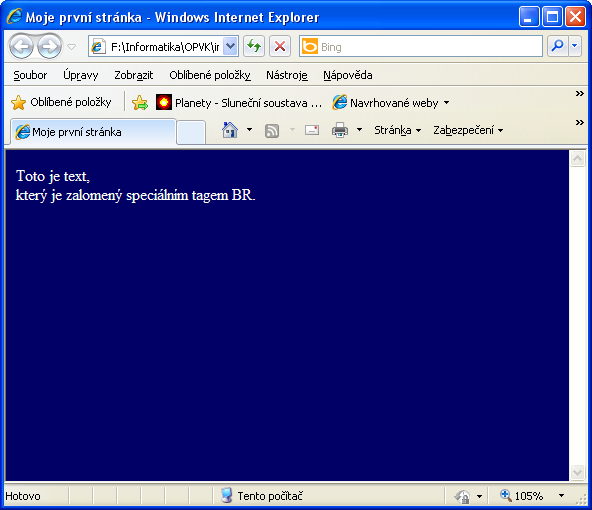 Moje první stránka - Windows Internet Explorer
F:\Informatika\OPVK\ir
Bing
Soubor Úpravy Zobrazit Oblíbené položky Nástroje Nápověda
Oblíbené položky Planety - Sluneční soustava ... Navrhované weby
Moje první stránka Stránka Zabezpečení
Toto je text,
který je zalomený speciálním tagem BR.
Hotovo Tento počítač 105%